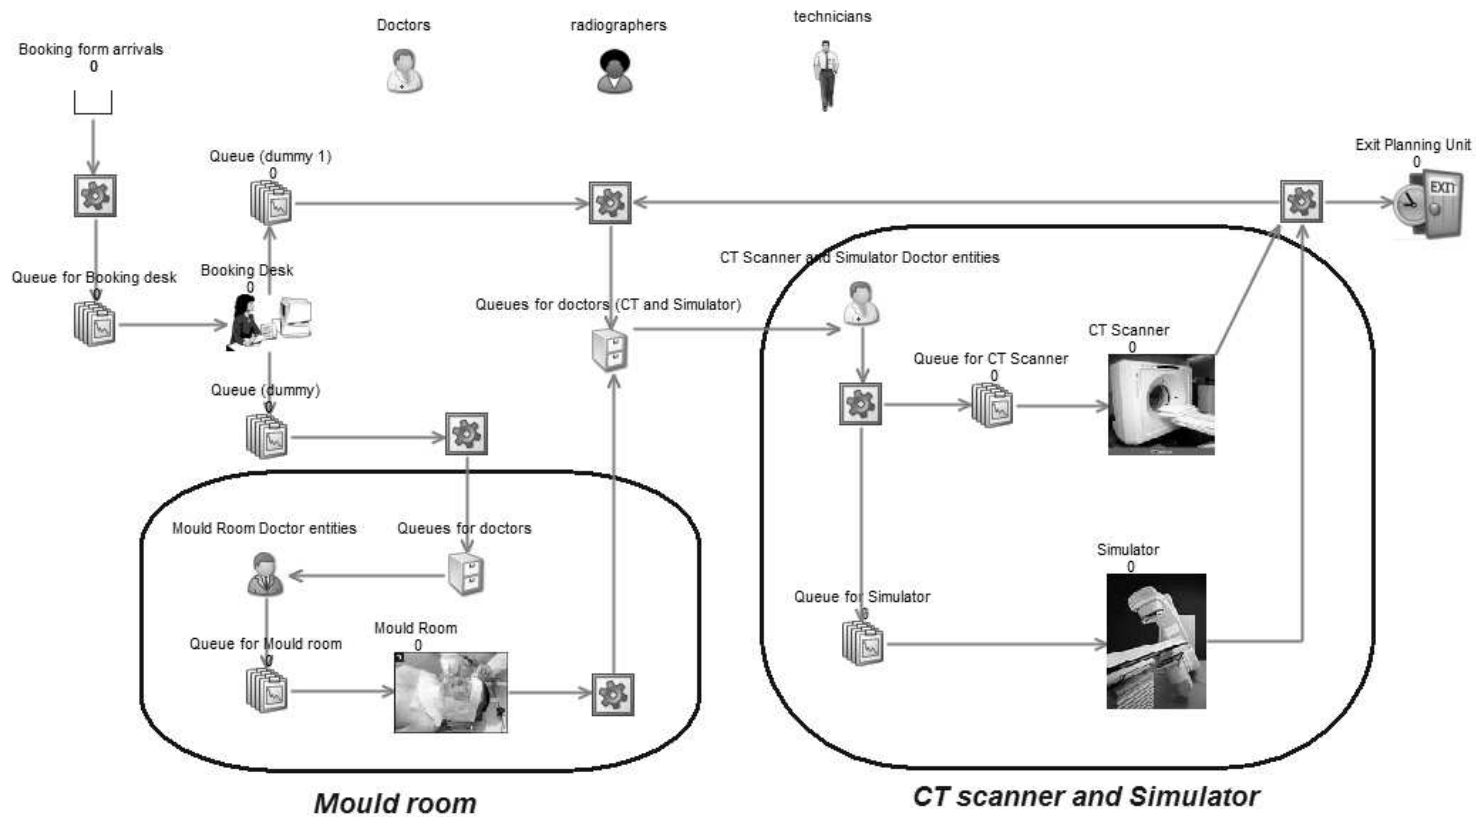 Doctors
radiographers
technicians
Booking form arrivals
0
Queue (dummy 1)
0
Exit Planning Unit
0
EXIT
CT Scanner and Simulator Doctor entities
Queue for Booking desk
0
Booking Desk
0
Queues for doctors (CT and Simulator)
CT Scanner
0
Queue for CT Scanner
0
Queue (dummy)
0
Mould Room Doctor entities
Queues for doctors
Simulator
0
Queue for Simulator
0
Queue for Mould room
0
Mould Room
0
Mould room
CT scanner and Simulator